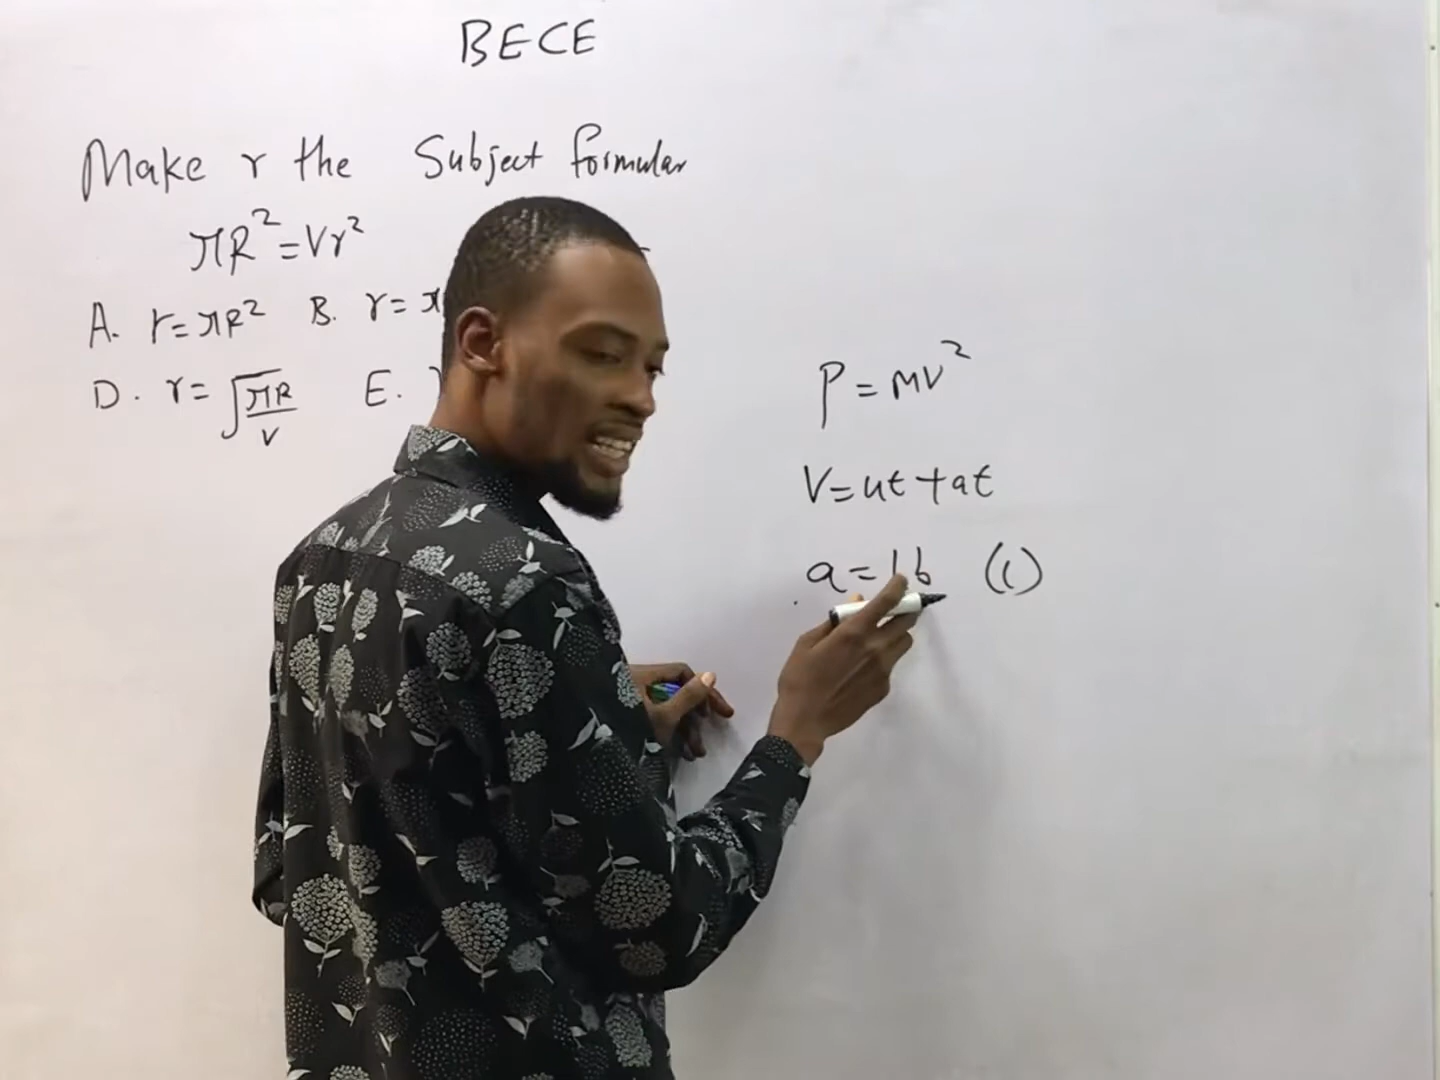 BECE
Make r the Subject formular
πR²=Vr²
A. r=πR² B. r=π
D. r=√πR/V E.
P=MV²
V=ut+at
a=1b (1)